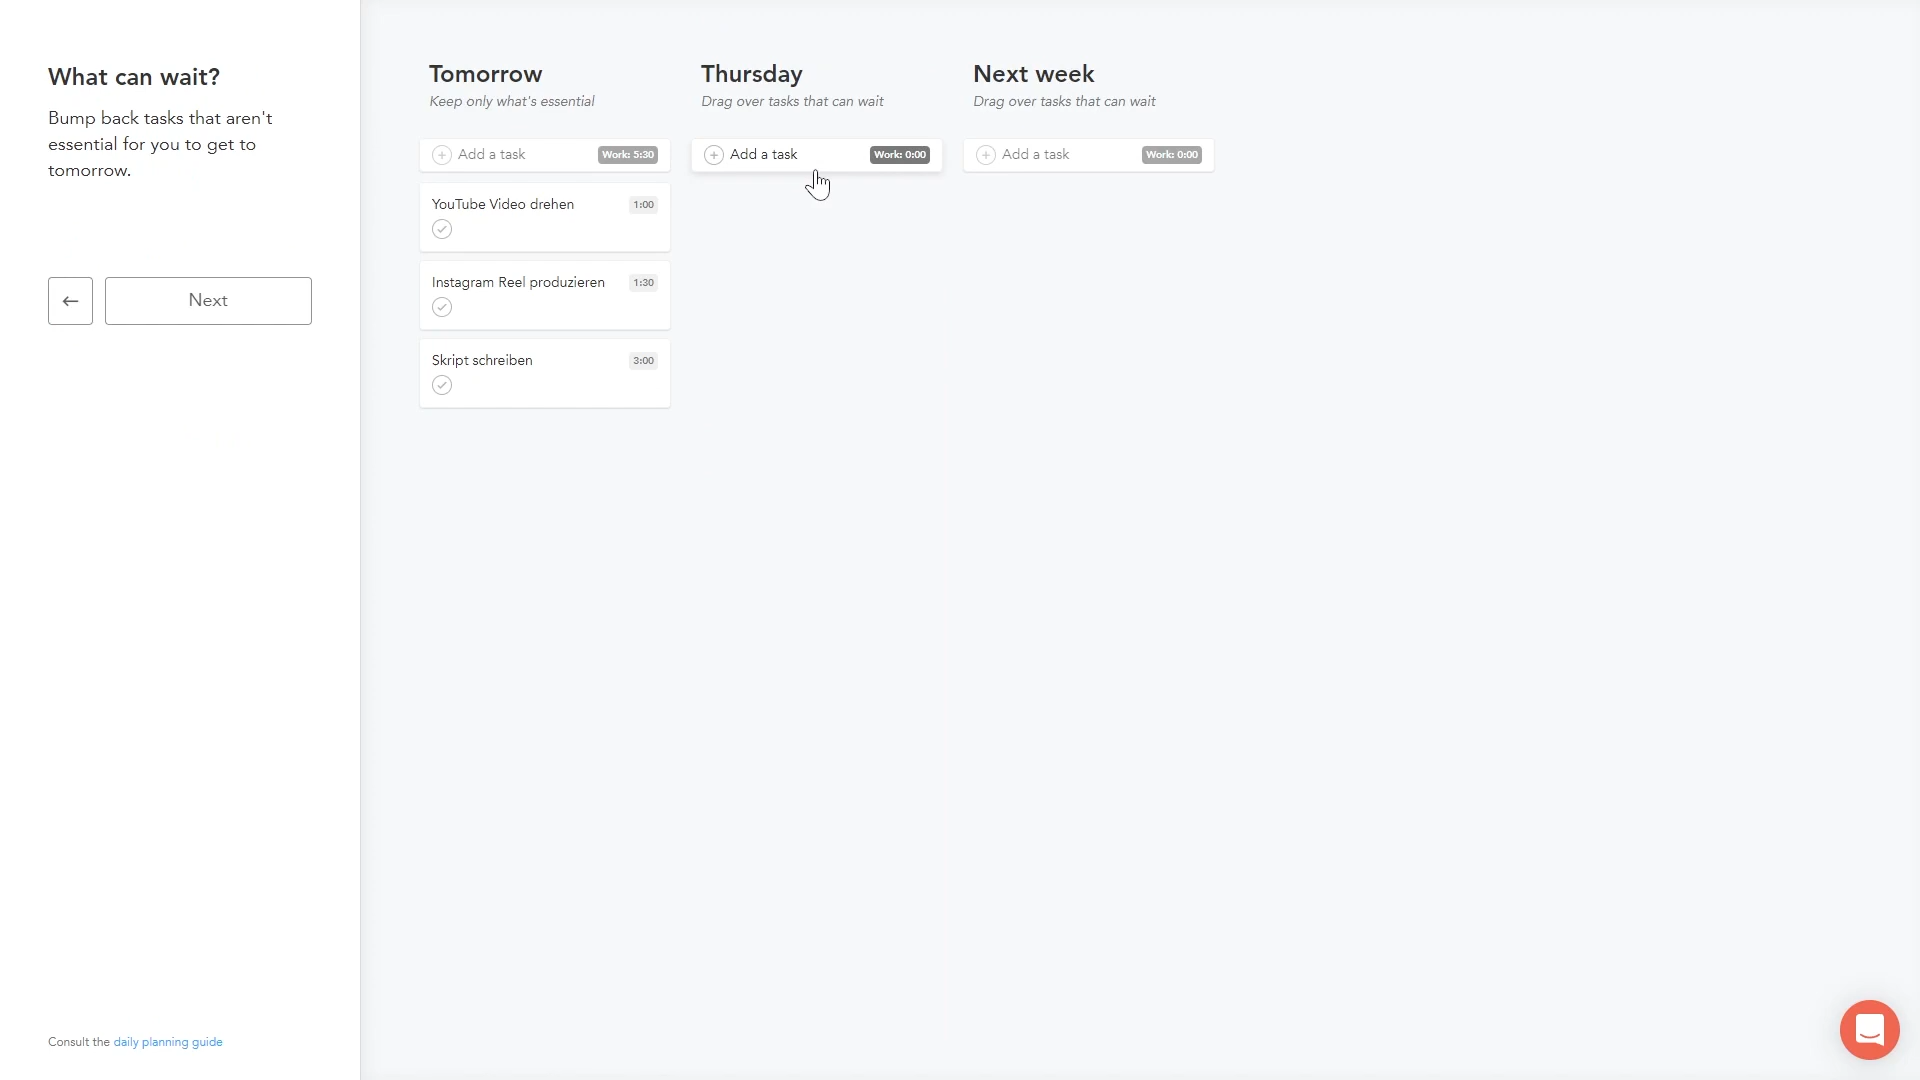 What can wait?
Bump back tasks that aren't
essential for you to get to
tomorrow.
Next
Consult the daily planning guide
Tomorrow
Keep only what's essential
Add a task
Work: 5:30
YouTube Video drehen
1:00
Instagram Reel produzieren
1:30
Skript schreiben
3:00
Thursday
Drag over tasks that can wait
Add a task
Work: 0:00
Next week
Drag over tasks that can wait
Add a task
Work: 0:00